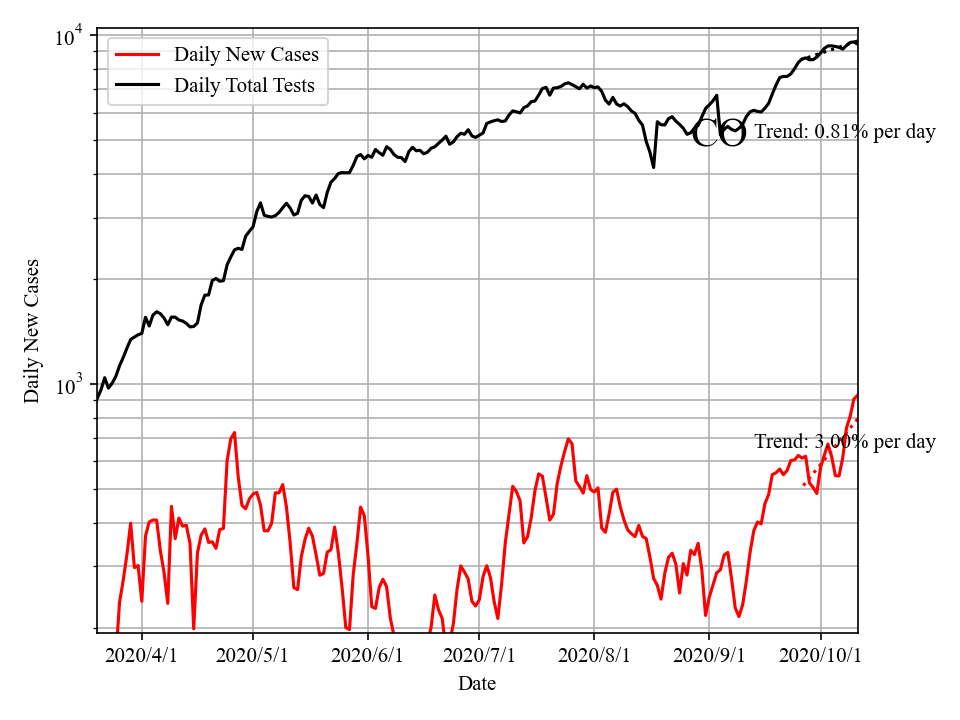 10^4
Daily New Cases
Daily Total Tests
CO
Trend: 0.81% per day
Daily New Cases
10^3
Trend: 3.00% per day
2020/4/1 2020/5/1 2020/6/1 2020/7/1 2020/8/1 2020/9/1 2020/10/1
Date